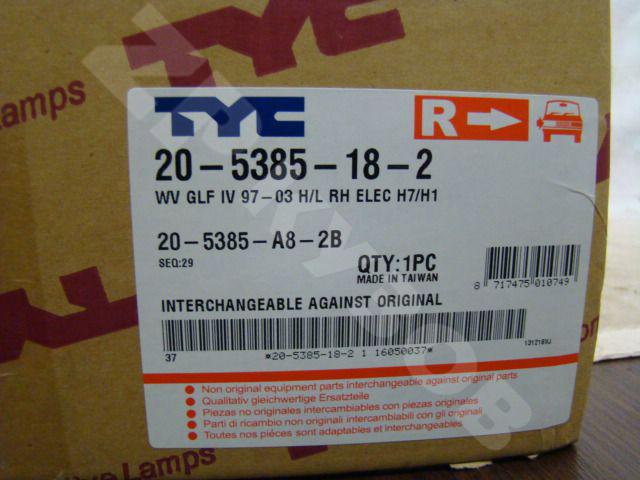 TYC
Lamps
TYC
R
20-5385-18-2
WV GLF IV 97-03 H/L RH ELEC H7/H1
20-5385-A8-2B
SEQ:29
QTY:1PC
MADE IN TAIWAN
8 717475 010749
INTERCHANGEABLE AGAINST ORIGINAL
37
*20-5385-18-2 1 16050037*
Non original equipment parts interchangeable against original parts
Qualitativ gleichwertige Ersatzteile
Piezas no originales intercambiables con piezas originales
Parti di ricambio non originali intercambiabili con gli originali
Toutes nos piéces sont adaptables et interchangeables
Lamps